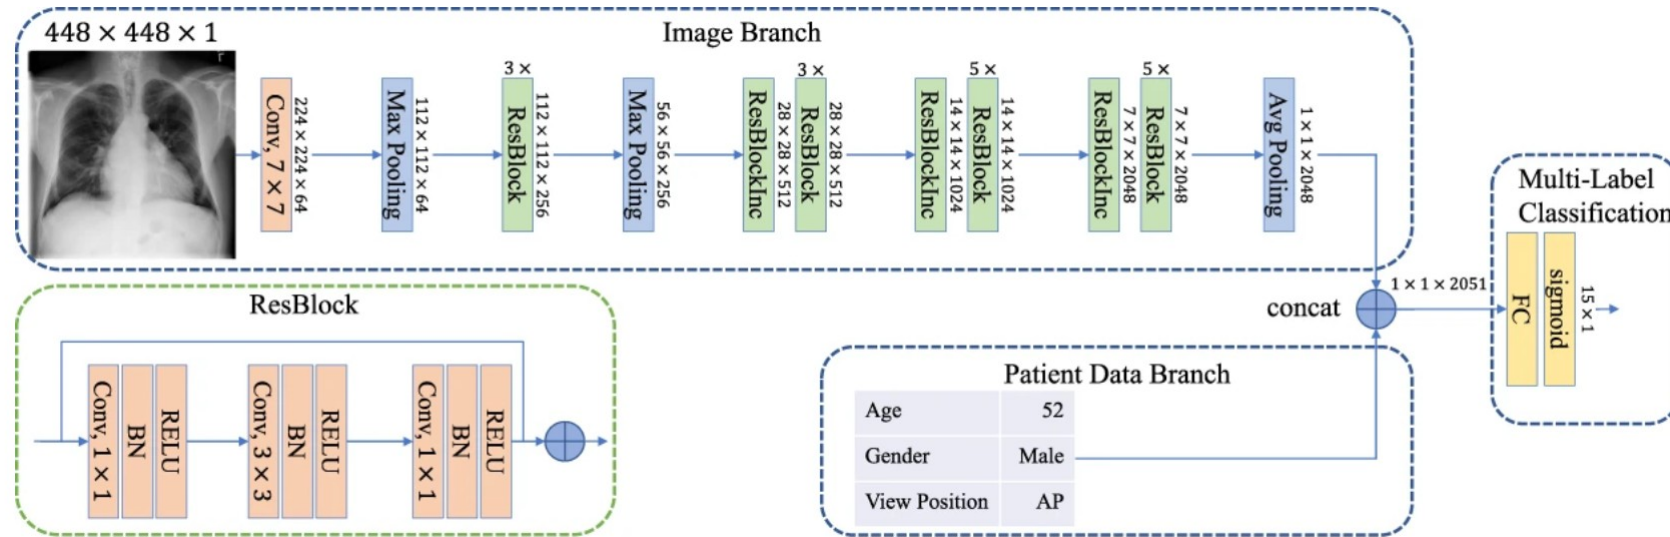 448 × 448 × 1
Image Branch
Conv, 7 × 7
224 × 224 × 64
Max Pooling
112 × 112 × 64
3 ×
ResBlock
112 × 112 × 256
Max Pooling
56 × 56 × 256
ResBlockInc
28 × 28 × 512
3 ×
ResBlock
28 × 28 × 512
ResBlockInc
14 × 14 × 1024
5 ×
ResBlock
14 × 14 × 1024
ResBlockInc
7 × 7 × 2048
5 ×
ResBlock
7 × 7 × 2048
Avg Pooling
1 × 1 × 2048
concat
1 × 1 × 2051
Multi-Label
Classification
FC
sigmoid
15 × 1
ResBlock
Conv, 1 × 1
BN
RELU
Conv, 3 × 3
BN
RELU
Conv, 1 × 1
BN
RELU
Patient Data Branch
Age 52
Gender Male
View Position AP